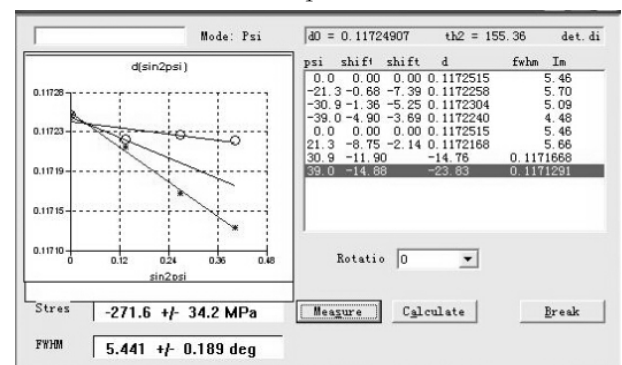 Mode: Psi
d0 = 0.11724907 th2 = 155.36 det. di
d(sin2psi)
0.11728
0.11723
0.11719
0.11715
0.11710
0 0.12 0.24 0.36 0.48
sin2psi
psi shift shift d fwhm Im
0.0 0.00 0.00 0.1172515 5.46
-21.3 -0.68 -7.39 0.1172258 5.70
-30.9 -1.36 -5.25 0.1172304 5.09
-39.0 -4.90 -3.69 0.1172240 4.48
0.0 0.00 0.00 0.1172515 5.46
21.3 -8.75 -2.14 0.1172168 5.66
30.9 -11.90 -14.76 0.1171668
39.0 -14.88 -23.83 0.1171291
Rotatio 0
Stres -271.6 +/- 34.2 MPa
Measure Calculate Break
FWHM 5.441 +/- 0.189 deg